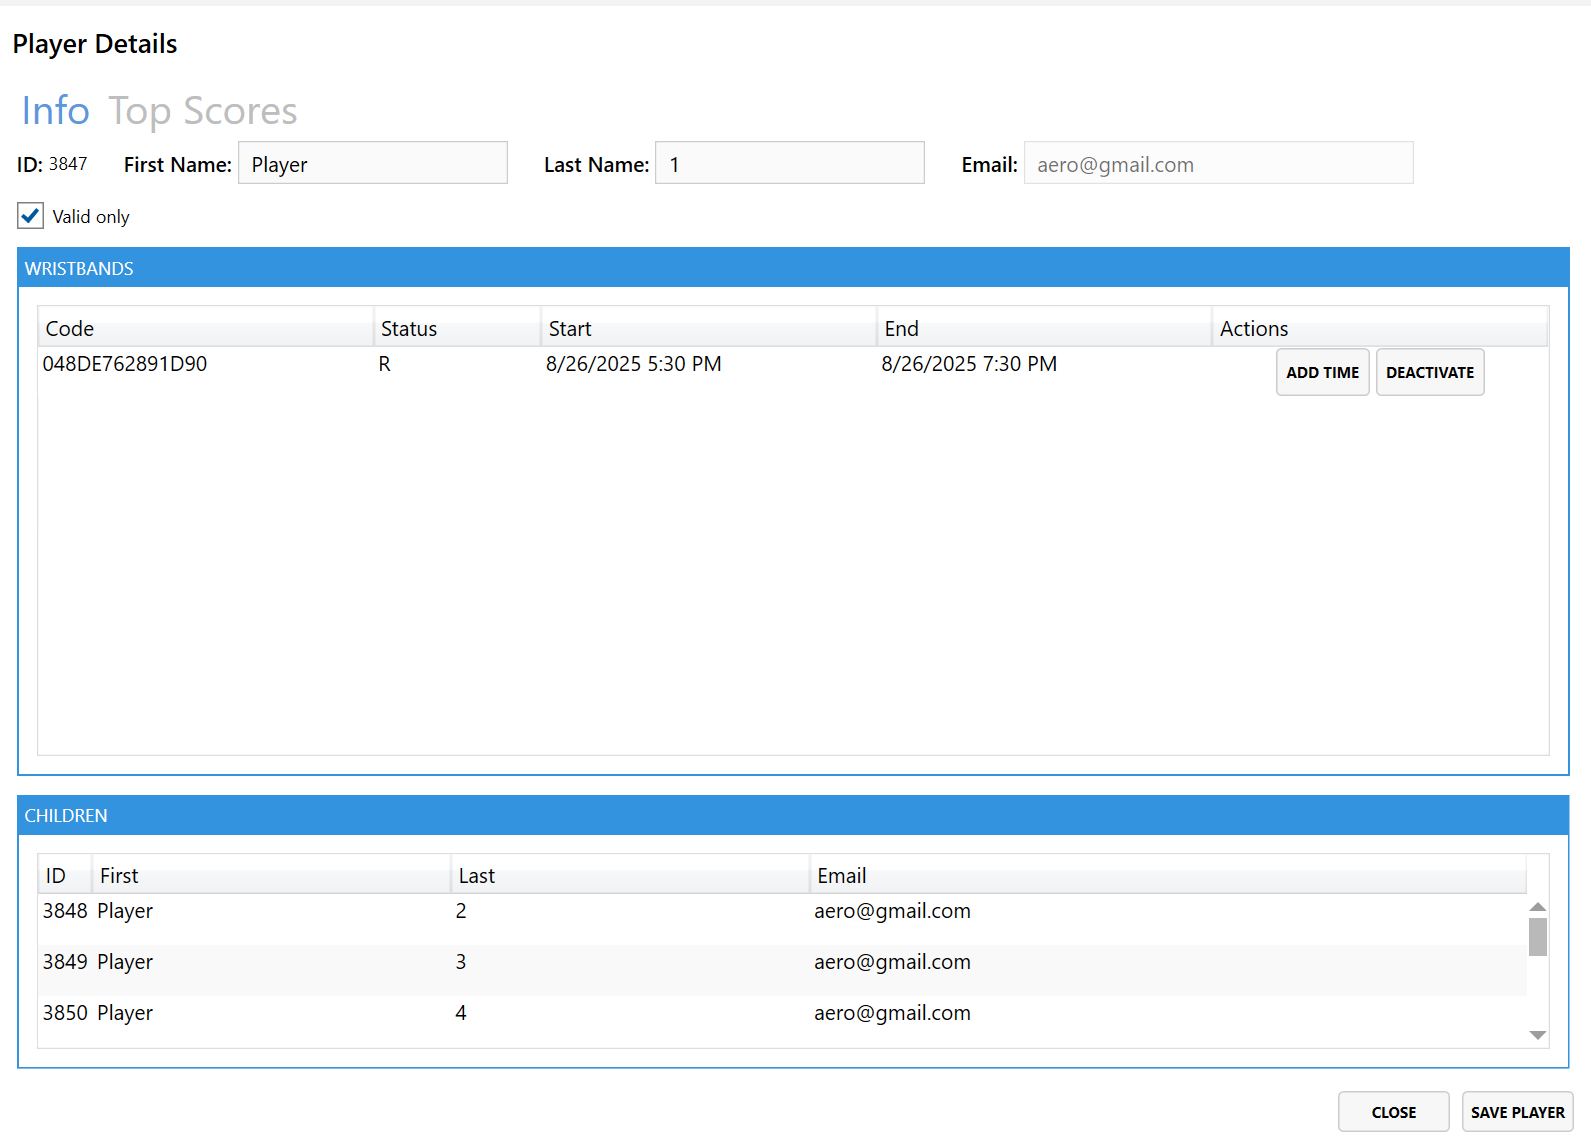 Player Details
Info Top Scores
ID: 3847 First Name: Player Last Name: 1 Email: aero@gmail.com
Valid only
WRISTBANDS
Code Status Start End Actions
048DE762891D90 R 8/26/2025 5:30 PM 8/26/2025 7:30 PM ADD TIME DEACTIVATE
CHILDREN
ID First Last Email
3848 Player 2 aero@gmail.com
3849 Player 3 aero@gmail.com
3850 Player 4 aero@gmail.com
CLOSE SAVE PLAYER